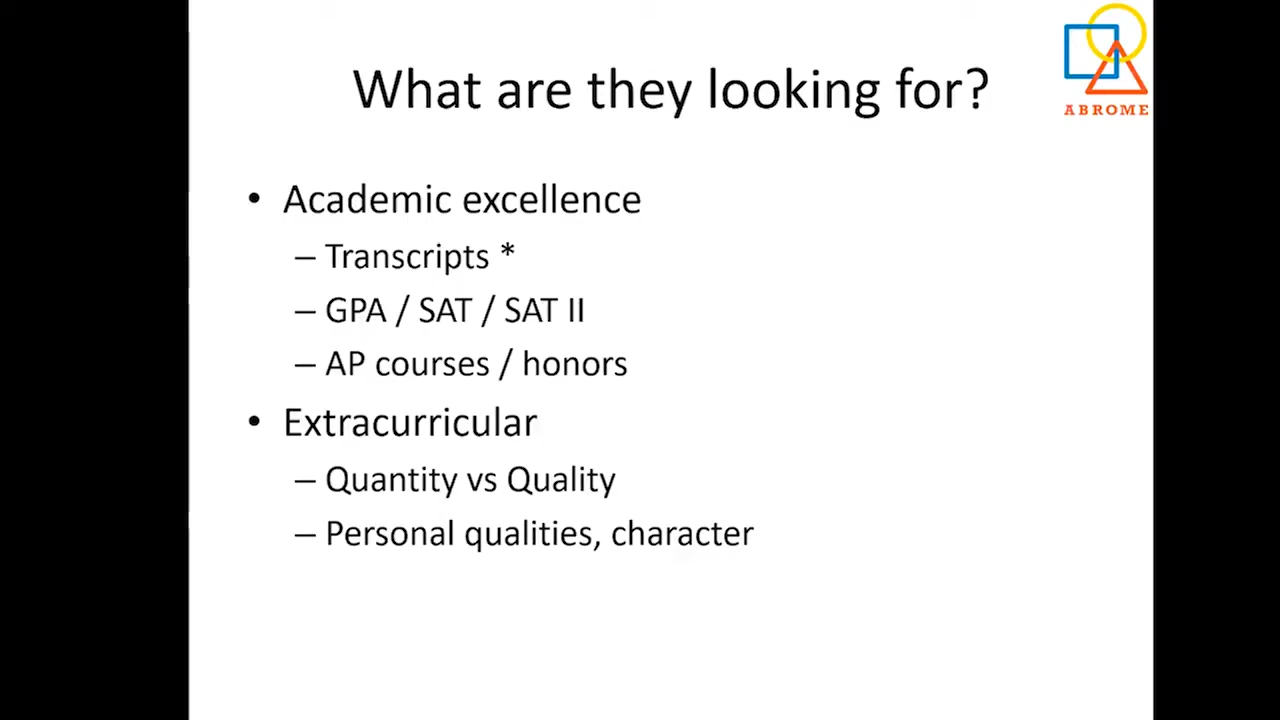 What are they looking for?
ABROME
• Academic excellence
– Transcripts *
– GPA / SAT / SAT II
– AP courses / honors
• Extracurricular
– Quantity vs Quality
– Personal qualities, character